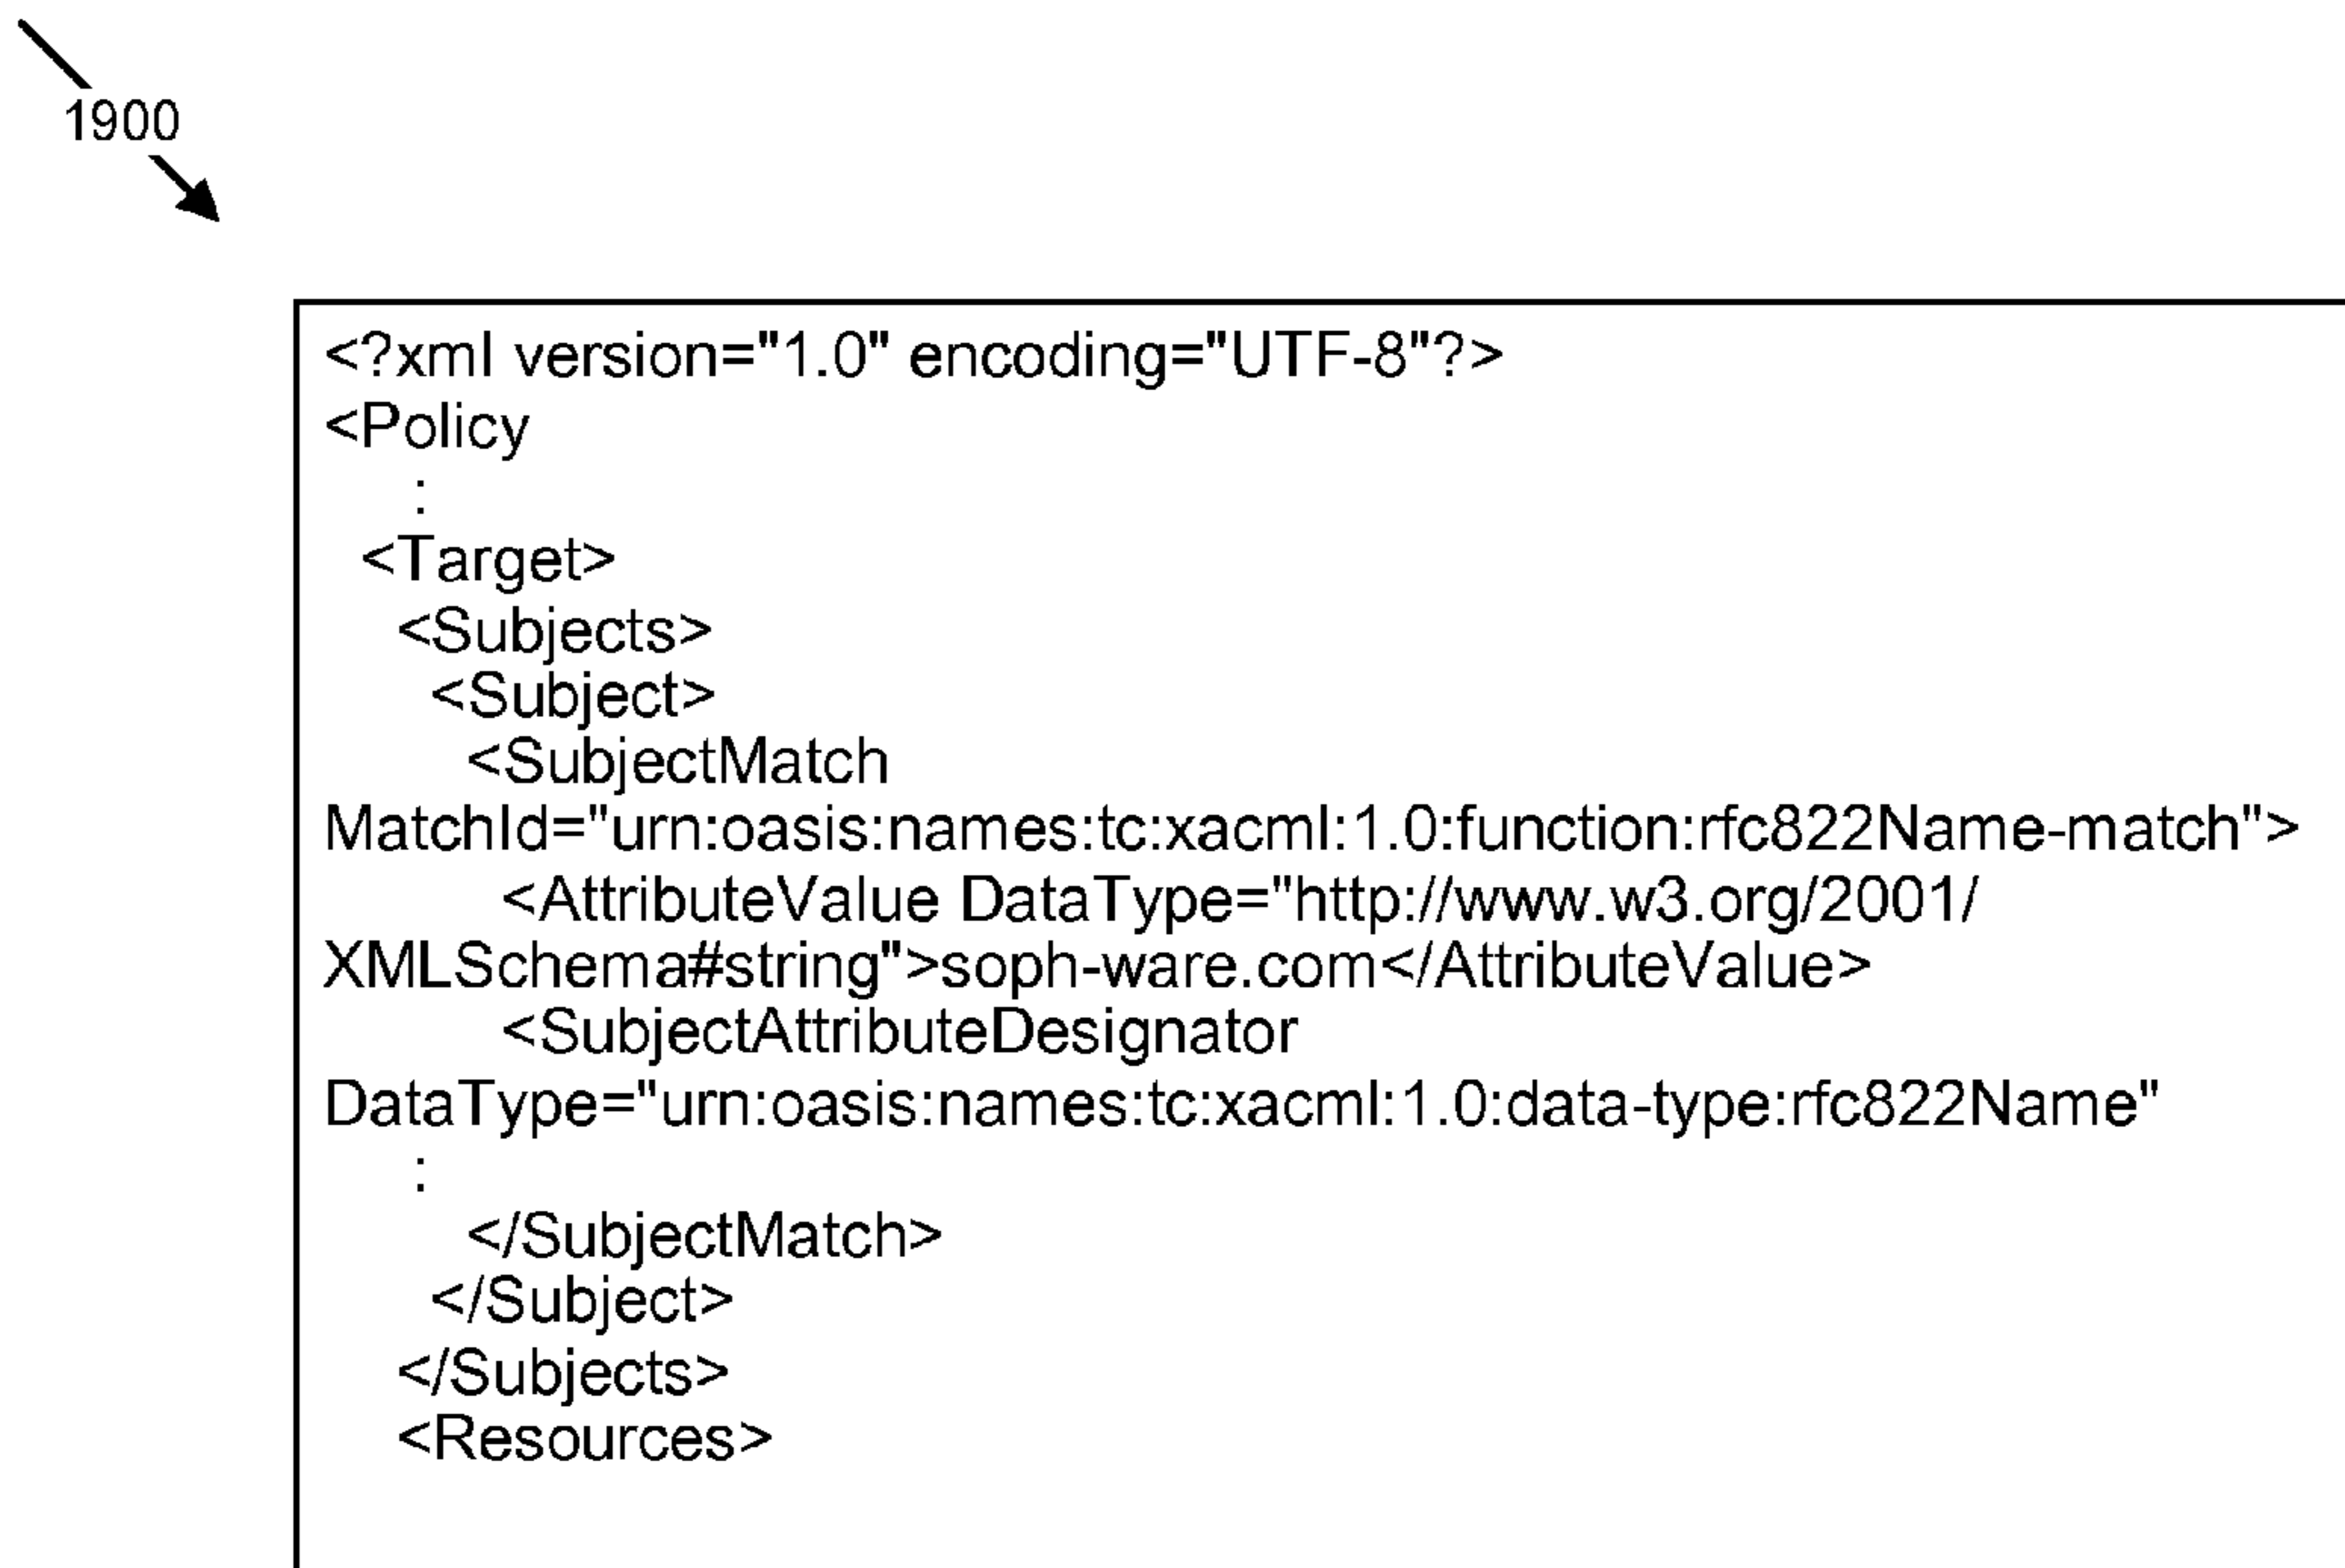 1900
<?xml version="1.0" encoding="UTF-8"?>
<Policy
:
<Target>
<Subjects>
<Subject>
<SubjectMatch
MatchId="urn:oasis:names:tc:xacml:1.0:function:rfc822Name-match">
<AttributeValue DataType="http://www.w3.org/2001/
XMLSchema#string">soph-ware.com</AttributeValue>
<SubjectAttributeDesignator
DataType="urn:oasis:names:tc:xacml:1.0:data-type:rfc822Name"
:
</SubjectMatch>
</Subject>
</Subjects>
<Resources>